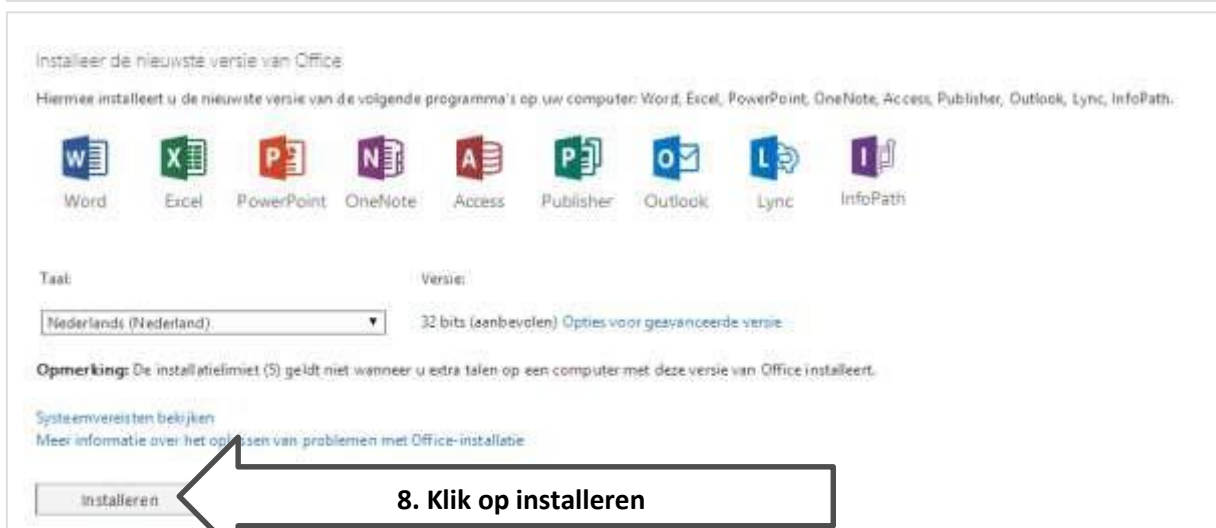 Installeer de nieuwste versie van Office
Hiermee installeert u de nieuwste versie van de volgende programma's op uw computer: Word, Excel, PowerPoint, OneNote, Access, Publisher, Outlook, Lync, InfoPath.
Word Excel PowerPoint OneNote Access Publisher Outlook Lync InfoPath
Taal: Versie:
Nederlands (Nederland) 32 bits (aanbevolen) Opties voor geavanceerde versie
Opmerking: De installatielimiet (5) geldt niet wanneer u extra talen op een computer met deze versie van Office installeert.
Systeemvereisten bekijken
Meer informatie over het oplossen van problemen met Office-installatie
Installeren 8. Klik op installeren